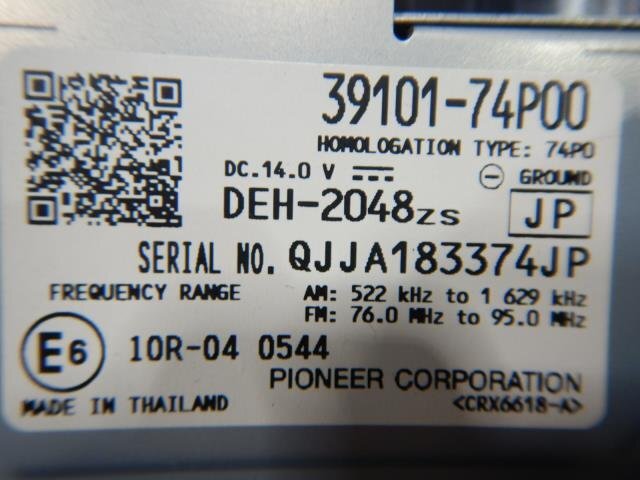 39101-74P00
HOMOLOGATION TYPE: 74P0
DC.14.0 V GROUND
DEH-2048ZS JP
SERIAL NO. QJJA183374JP
FREQUENCY RANGE AM: 522 kHz to 1 629 kHz
FM: 76.0 MHz to 95.0 MHz
E6 10R-04 0544
PIONEER CORPORATION
MADE IN THAILAND <CRX6618-A>